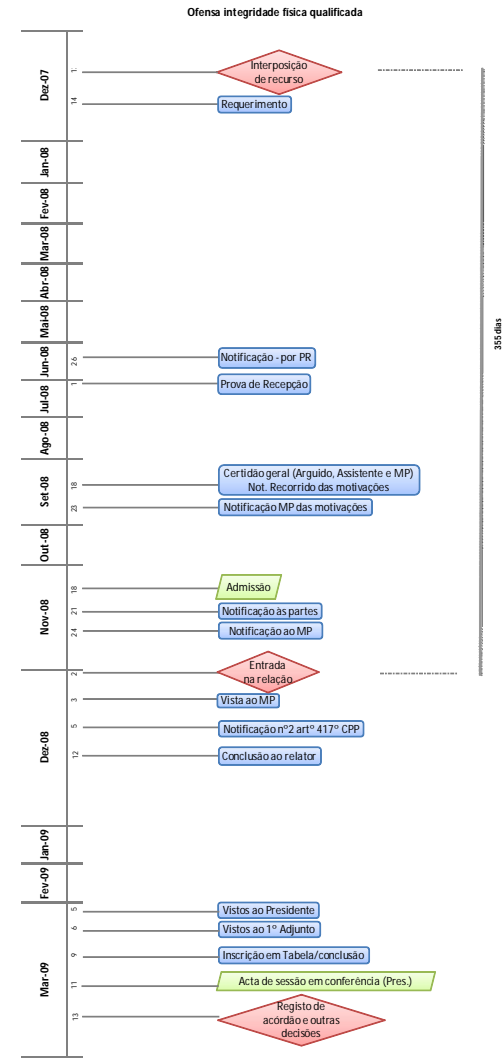 Ofensa integridade física qualificada
Dez-07
1
Interposição
de recurso
14
Requerimento
Jan-08
Fev-08
Mar-08
Abr-08
Mai-08
Jun-08
26
Notificação - por PR
Jul-08
1
Prova de Recepção
Ago-08
Set-08
18
Certidão geral (Arguido, Assistente e MP)
Not. Recorrido das motivações
23
Notificação MP das motivações
Out-08
Nov-08
18
Admissão
21
Notificação às partes
24
Notificação ao MP
Dez-08
2
Entrada
na relação
3
Vista ao MP
5
Notificação nº2 artº 417º CPP
12
Conclusão ao relator
Jan-09
Fev-09
Mar-09
5
Vistos ao Presidente
6
Vistos ao 1º Adjunto
9
Inscrição em Tabela/conclusão
11
Acta de sessão em conferência (Pres.)
13
Registo de
acórdão e outras
decisões
355 dias